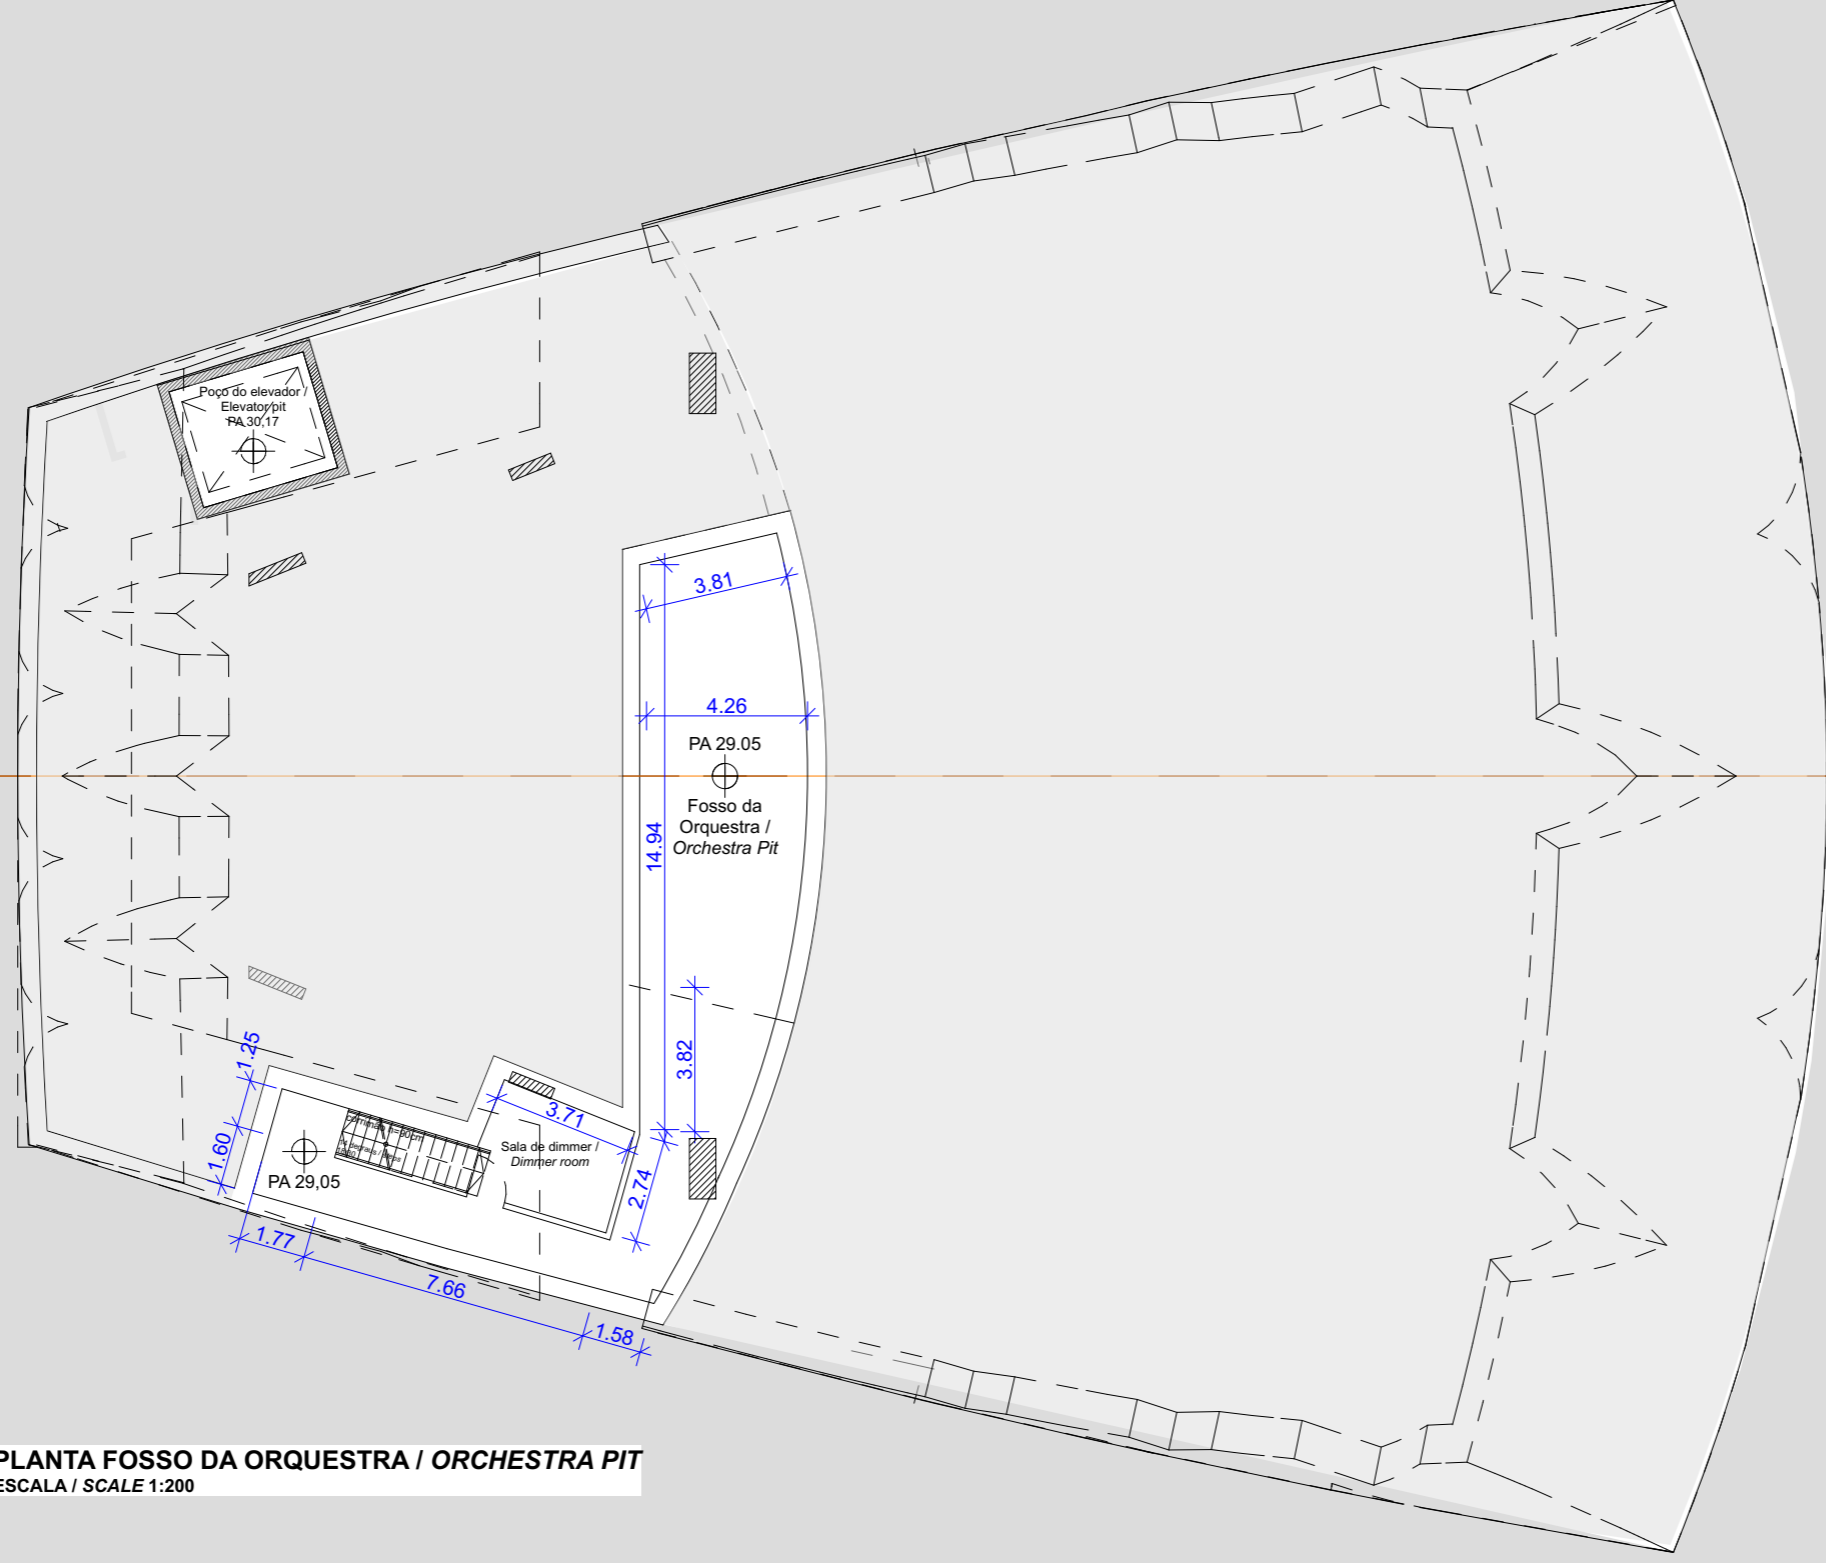 Poço do elevador /
Elevator pit
PA 30,17
3.81
4.26
PA 29.05
Fosso da
Orquestra /
Orchestra Pit
14.94
3.82
1.25
1.60
corrimão h=90cm
3.71
Sala de dimmer /
Dimmer room
2.74
PA 29,05
1.77
7.66
1.58
PLANTA FOSSO DA ORQUESTRA / ORCHESTRA PIT
ESCALA / SCALE 1:200